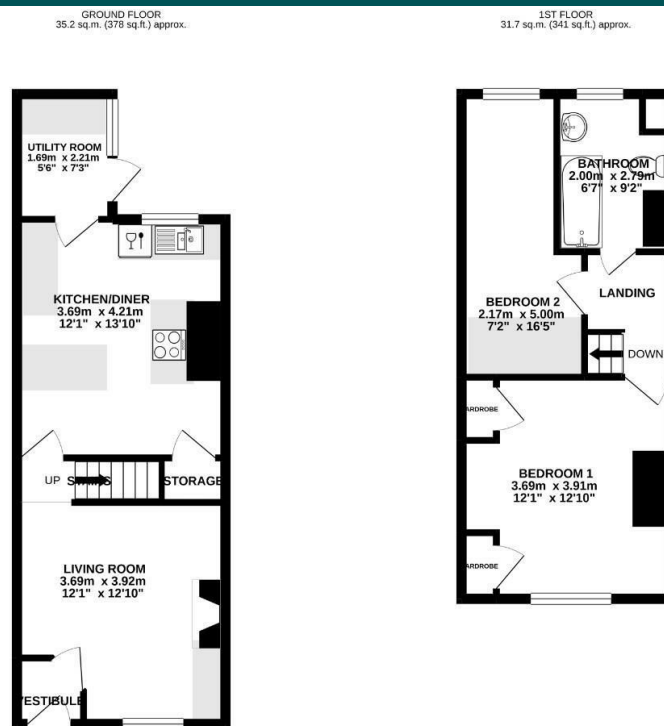 GROUND FLOOR
35.2 sq.m. (378 sq.ft.) approx.
UTILITY ROOM
1.69m x 2.21m
5'6" x 7'3"
KITCHEN/DINER
3.69m x 4.21m
12'1" x 13'10"
UP STAIRS
STORAGE
LIVING ROOM
3.69m x 3.92m
12'1" x 12'10"
VESTIBULE
1ST FLOOR
31.7 sq.m. (341 sq.ft.) approx.
BATHROOM
2.00m x 2.79m
6'7" x 9'2"
LANDING
BEDROOM 2
2.17m x 5.00m
7'2" x 16'5"
DOWN
ARDROBE
BEDROOM 1
3.69m x 3.91m
12'1" x 12'10"
ARDROBE